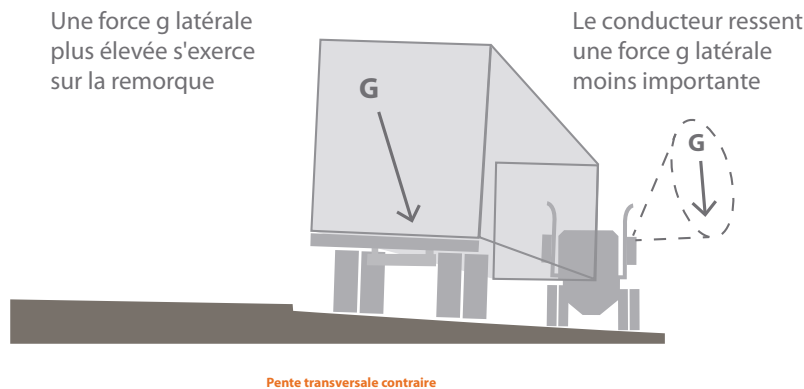 Une force g latérale
plus élevée s'exerce
sur la remorque
Le conducteur ressent
une force g latérale
moins importante
G
G
Pente transversale contraire